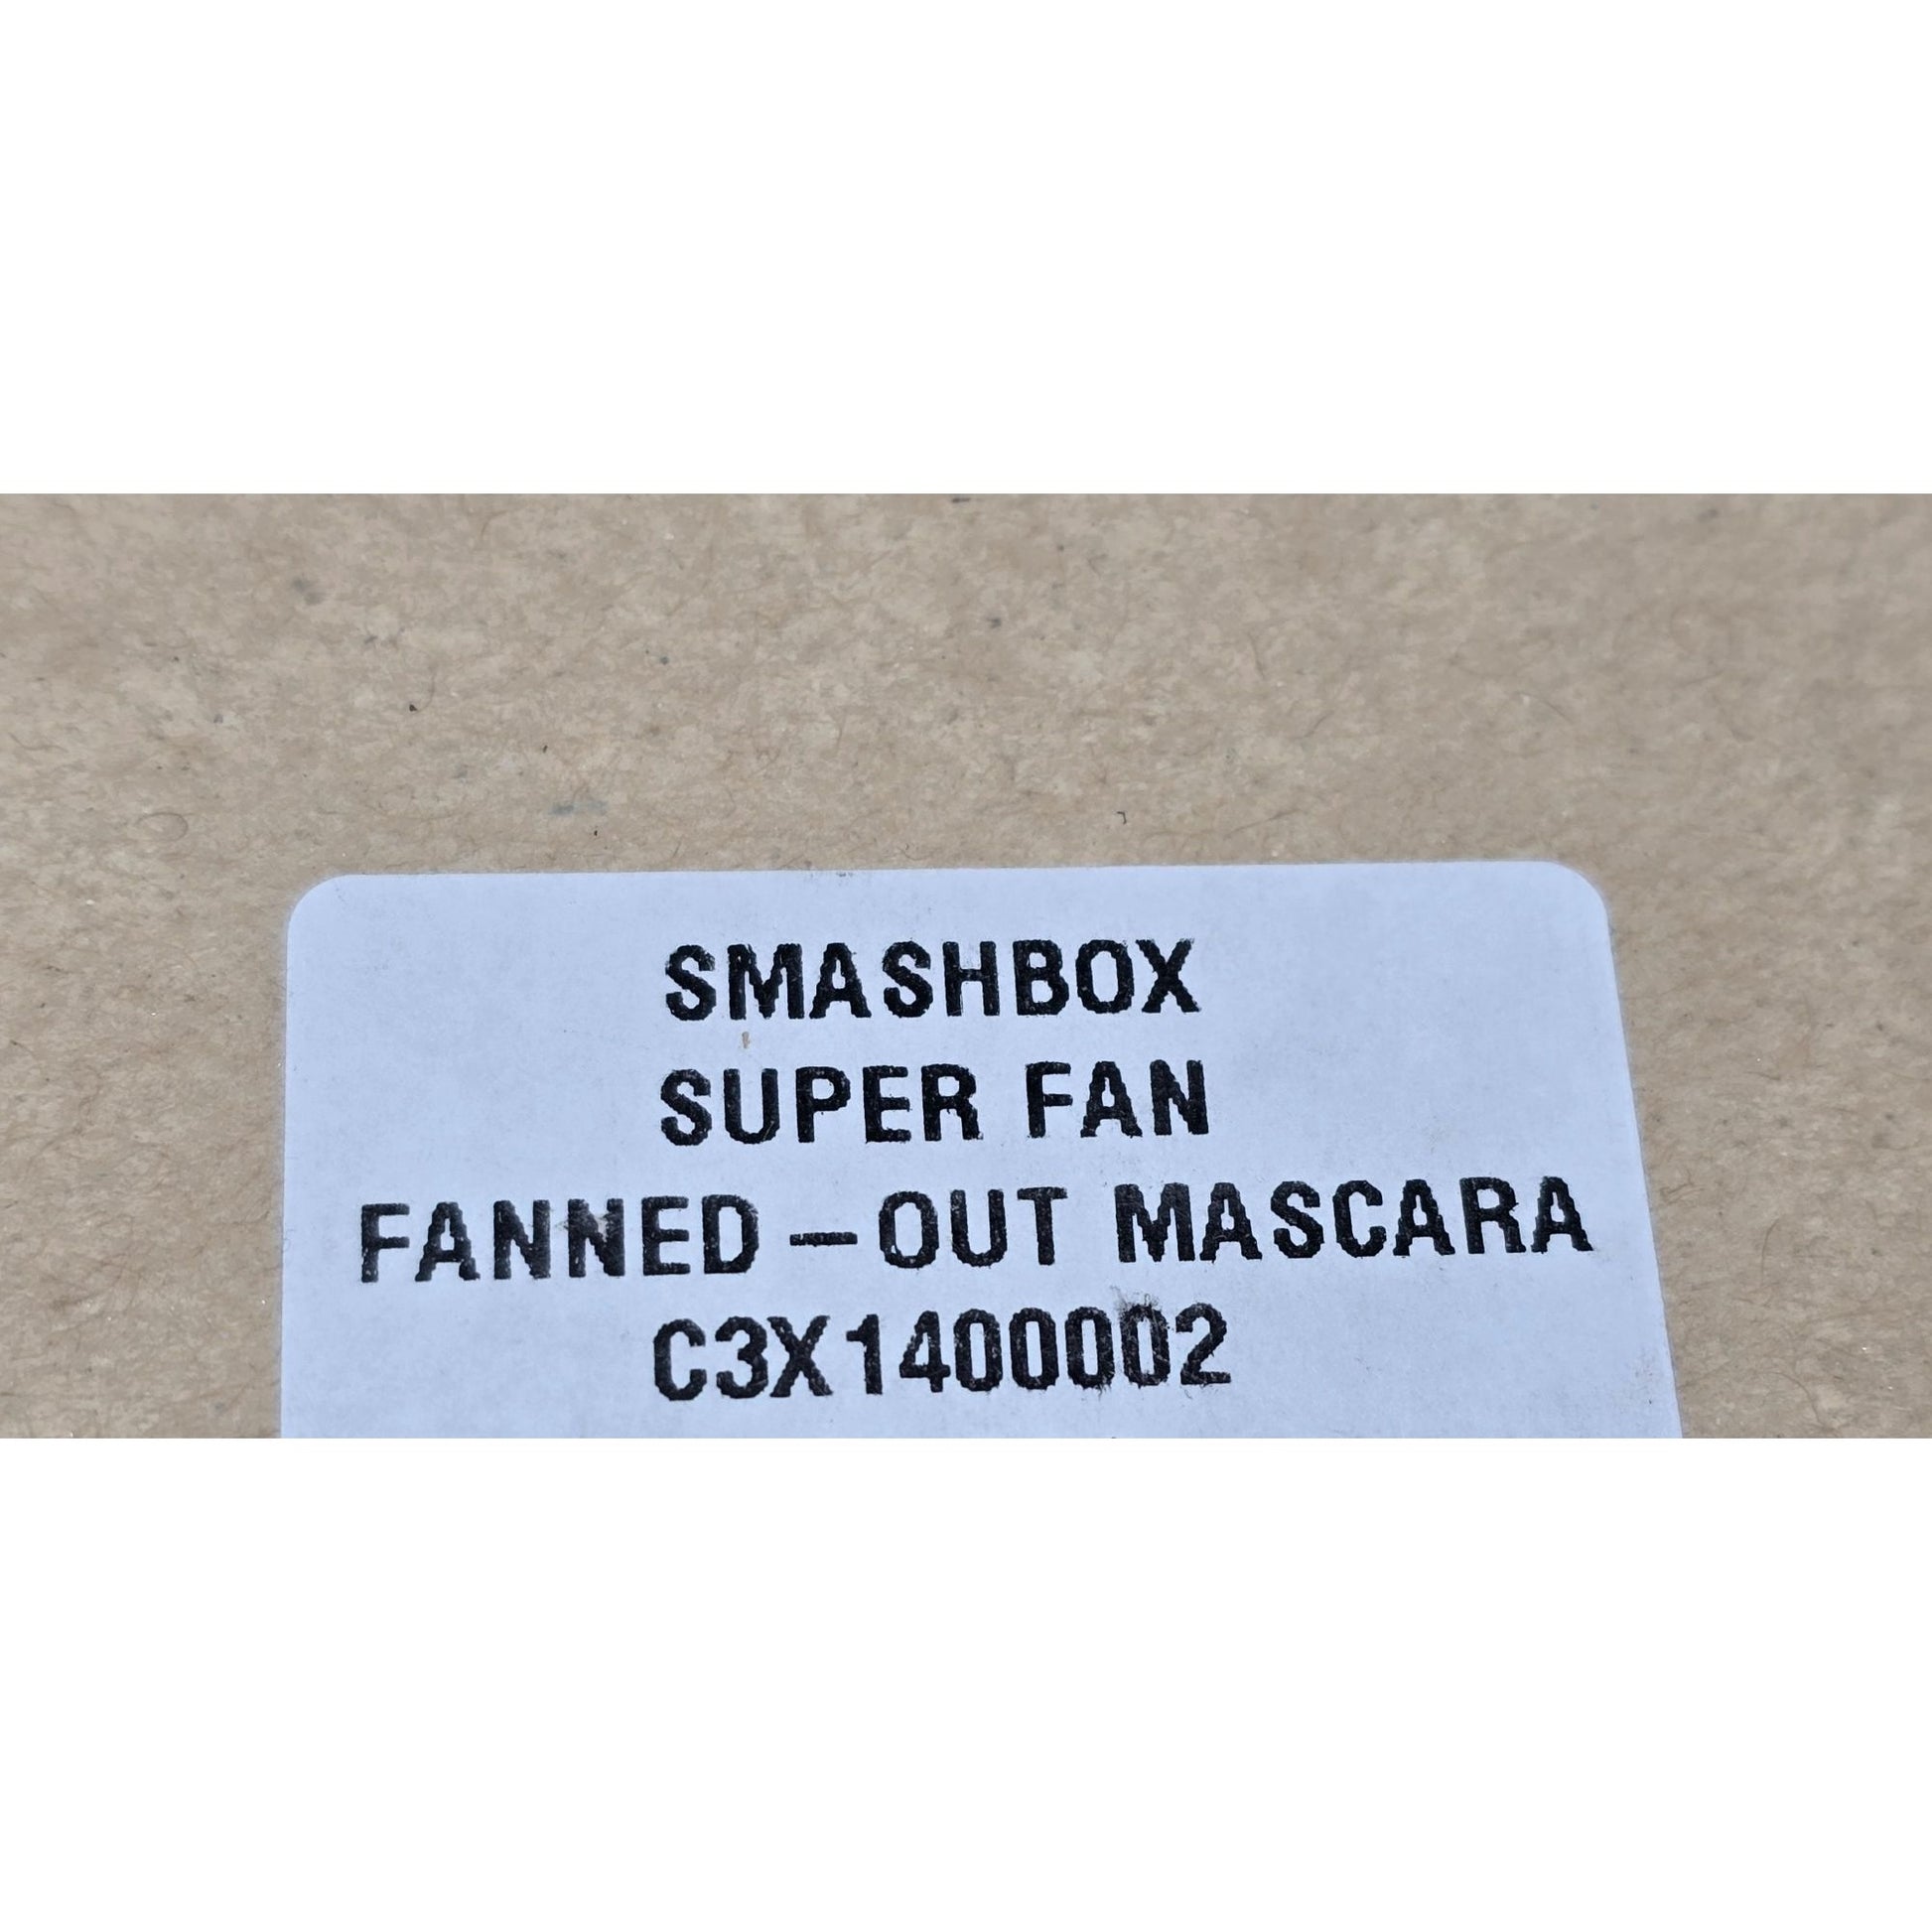 SMASHBOX
SUPER FAN
FANNED-OUT MASCARA
C3X1400002